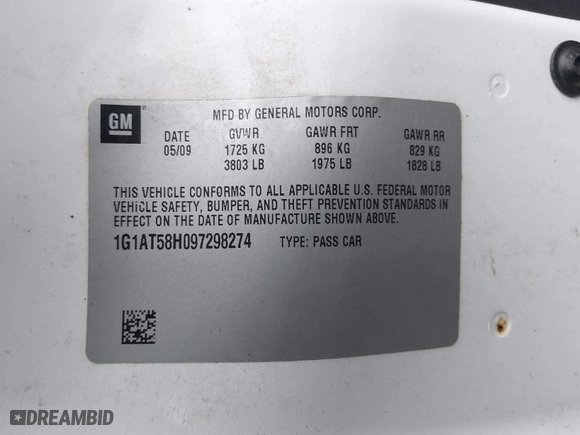 GM
MFD BY GENERAL MOTORS CORP.
DATE GVWR GAWR FRT GAWR RR
05/09 1725 KG 896 KG 829 KG
3803 LB 1975 LB 1828 LB
THIS VEHICLE CONFORMS TO ALL APPLICABLE U.S. FEDERAL MOTOR
VEHICLE SAFETY, BUMPER, AND THEFT PREVENTION STANDARDS IN
EFFECT ON THE DATE OF MANUFACTURE SHOWN ABOVE.
1G1AT58H097298274 TYPE: PASS CAR
DREAMBID